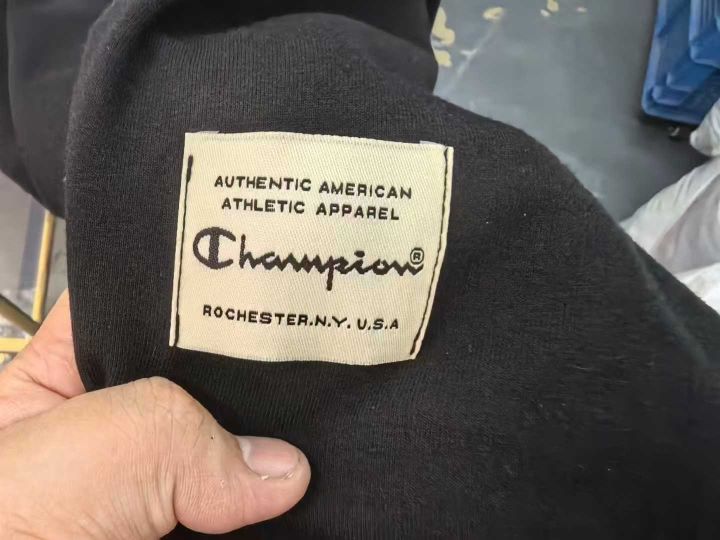 AUTHENTIC AMERICAN
ATHLETIC APPAREL
Champion®
ROCHESTER.N.Y. U.S.A